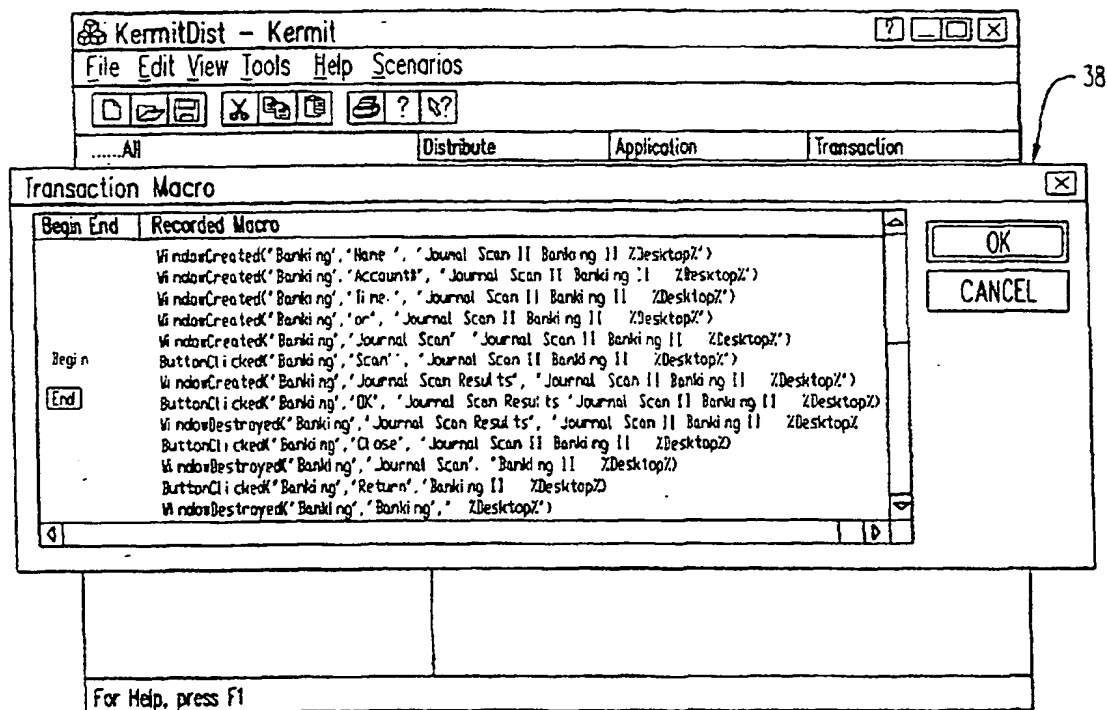 KermitDist - Kermit
File Edit View Tools Help Scenarios
......All Distribute Application Transaction
38
Transaction Macro
Begin End Recorded Macro
WindowCreated("Banking",'Name ', 'Journal Scan [] Banking [] %Desktop%')
WindowCreated("Banking",'Account#', 'Journal Scan [] Banking [] %Desktop%')
WindowCreated("Banking",'Time.', 'Journal Scan [] Banking [] %Desktop%')
WindowCreated("Banking",'or', 'Journal Scan [] Banking [] %Desktop%')
WindowCreated("Banking",'Journal Scan" 'Journal Scan [] Banking [] %Desktop%')
Begin ButtonClicked("Banking",'Scan'', 'Journal Scan [] Banking [] %Desktop%')
WindowCreated("Banking",'Journal Scan Results", 'Journal Scan [] Banking [] %Desktop%')
End ButtonClicked("Banking",'OK", 'Journal Scan Results 'Journal Scan [] Banking [] %Desktop%)
WindowDestroyed("Banking",'Journal Scan Results", 'Journal Scan [] Banking [] %Desktop%
ButtonClicked("Banking",'Close', 'Journal Scan [] Banking [] %Desktop%)
WindowDestroyed("Banking",'Journal Scan'. "Banking [] %Desktop%)
ButtonClicked("Banking",'Return','Banking [] %Desktop%)
WindowDestroyed("Banking",'Banking'," %Desktop%')
OK
CANCEL
For Help, press F1